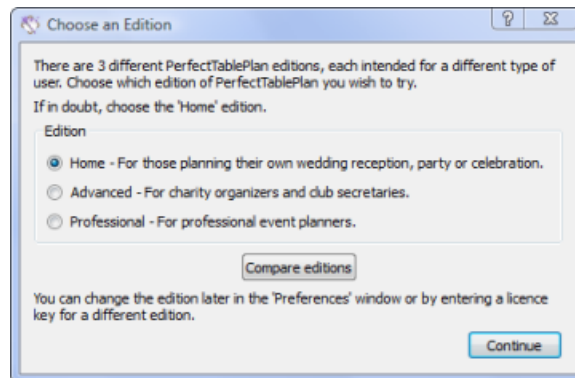 Choose an Edition
There are 3 different PerfectTablePlan editions, each intended for a different type of
user. Choose which edition of PerfectTablePlan you wish to try.
If in doubt, choose the 'Home' edition.
Edition
Home - For those planning their own wedding reception, party or celebration.
Advanced - For charity organizers and club secretaries.
Professional - For professional event planners.
Compare editions
You can change the edition later in the 'Preferences' window or by entering a licence
key for a different edition.
Continue